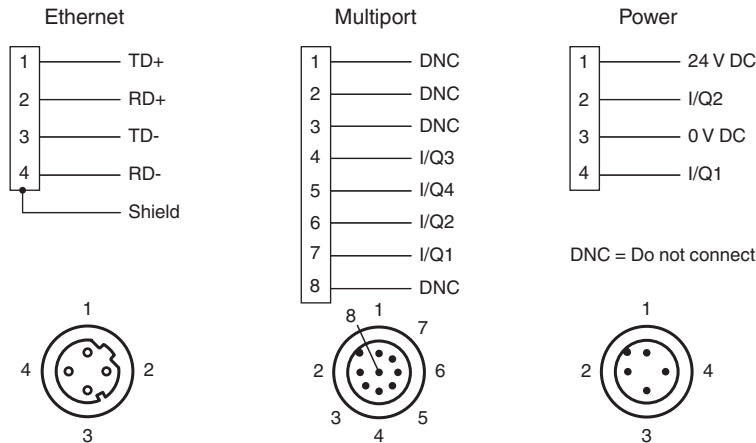 Ethernet
1 TD+
2 RD+
3 TD-
4 RD-
Shield
Multiport
1 DNC
2 DNC
3 DNC
4 I/Q3
5 I/Q4
6 I/Q2
7 I/Q1
8 DNC
Power
1 24 V DC
2 I/Q2
3 0 V DC
4 I/Q1
DNC = Do not connect
1
4 2
3
8 1 7
2 6
3 5
4
1
2 4
3